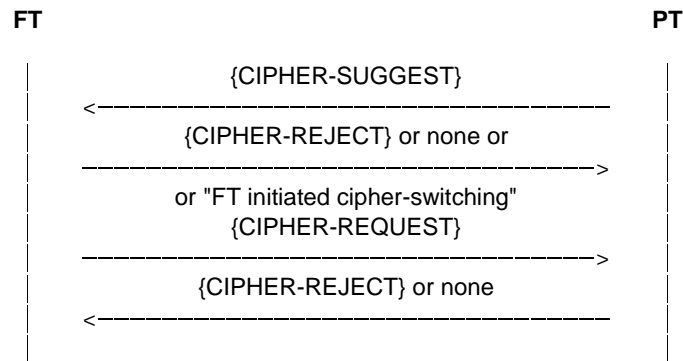 FT PT
{CIPHER-SUGGEST}
{CIPHER-REJECT} or none or
or "FT initiated cipher-switching"
{CIPHER-REQUEST}
{CIPHER-REJECT} or none